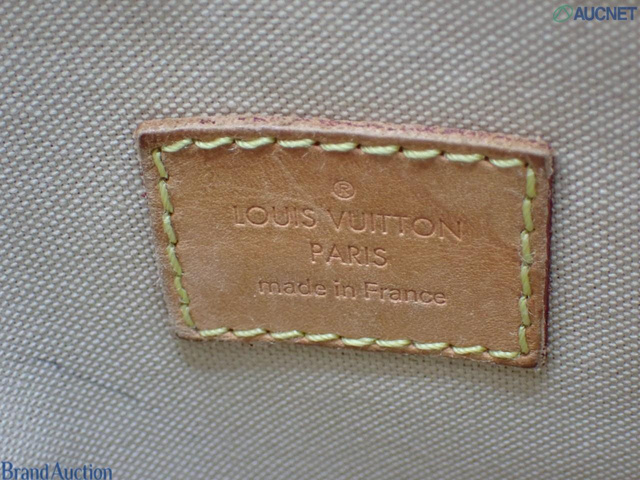 AUCNET
®
LOUIS VUITTON
PARIS
made in France
Brand Auction